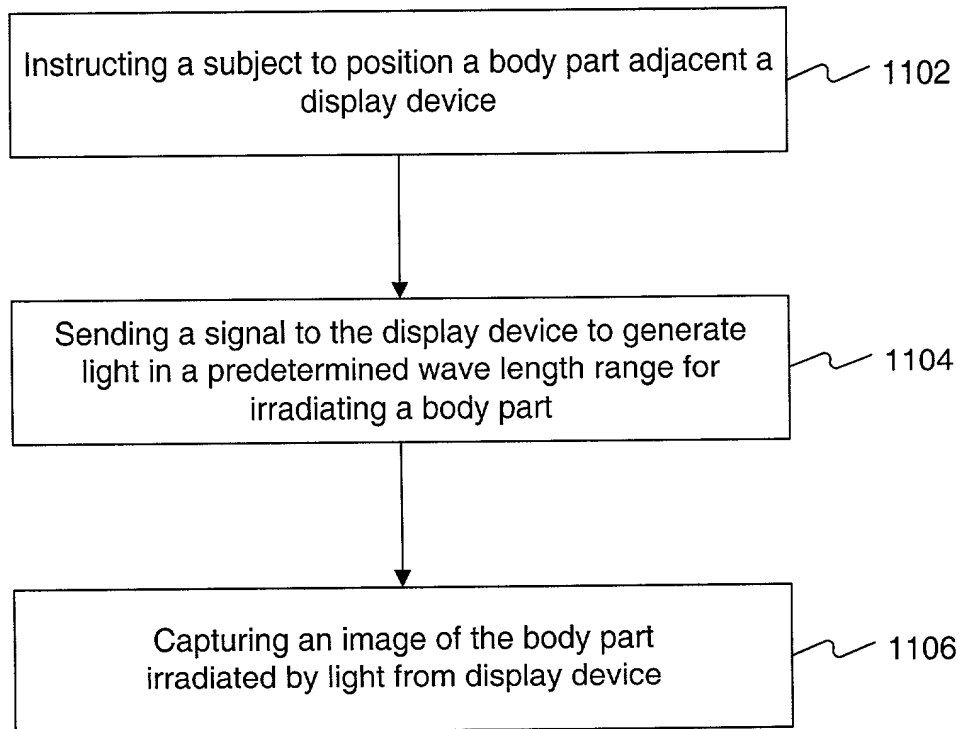 Instructing a subject to position a body part adjacent a
display device
1102
Sending a signal to the display device to generate
light in a predetermined wave length range for
irradiating a body part
1104
Capturing an image of the body part
irradiated by light from display device
1106